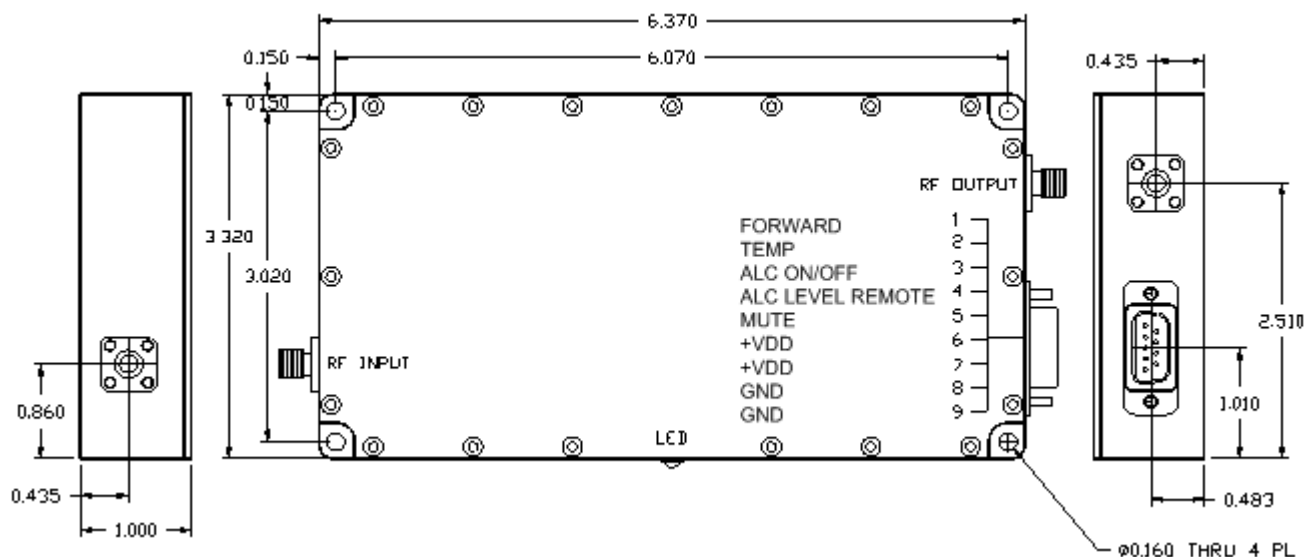 6.370
0.150
6.070
0.435
0.150
RF OUTPUT
FORWARD 1
TEMP 2
3.320
ALC ON/OFF 3
3.020
ALC LEVEL REMOTE 4
MUTE 5
2.510
+VDD 6
RF INPUT
+VDD 7
GND 8
0.860
1.010
GND 9
LED
0.435
0.483
1.000
ø0.160 THRU 4 PL